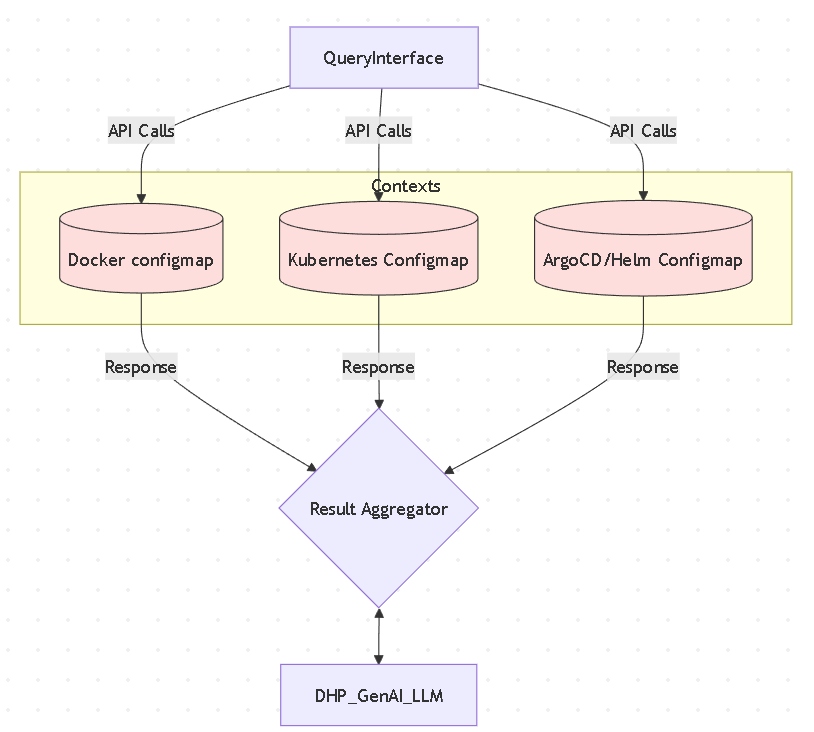 QueryInterface
API Calls
API Calls
API Calls
Contexts
Docker configmap
Kubernetes Configmap
ArgoCD/Helm Configmap
Response
Response
Response
Result Aggregator
DHP_GenAI_LLM